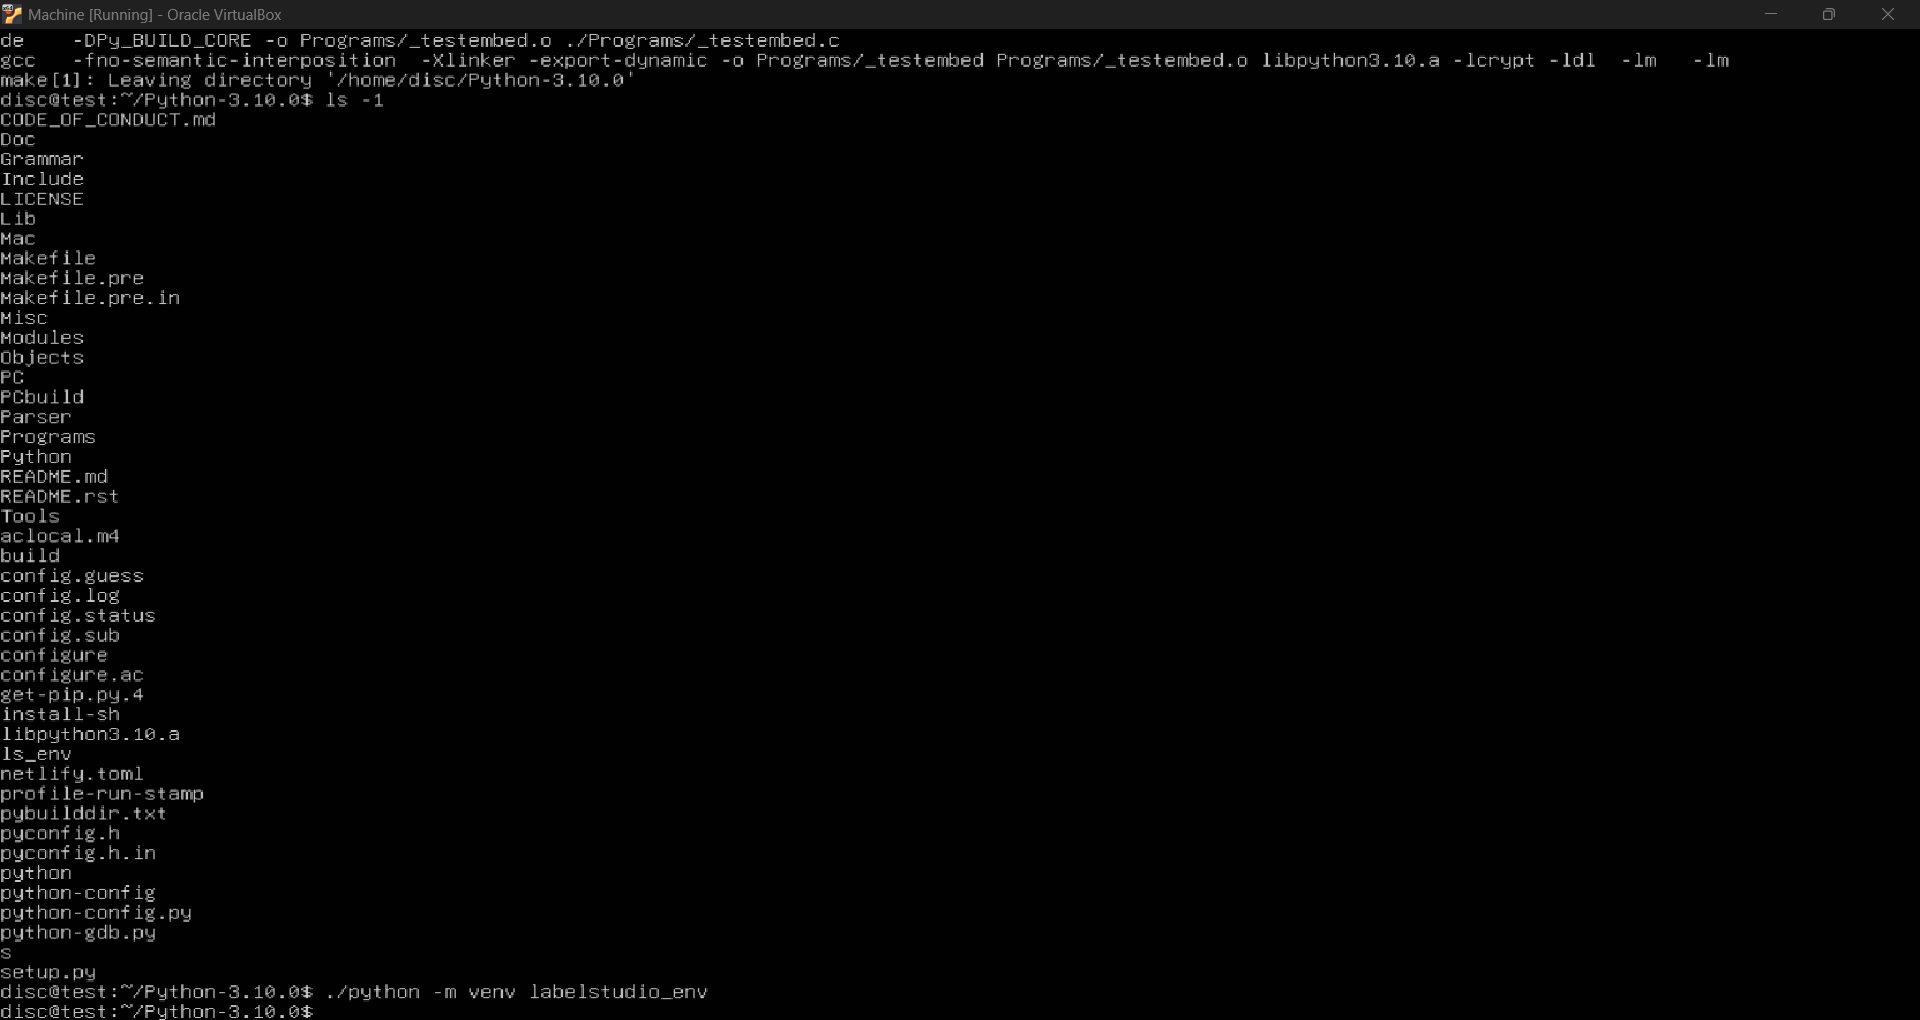 Machine [Running] - Oracle VirtualBox
de    -DPy_BUILD_CORE -o Programs/_testembed.o ./Programs/_testembed.c
gcc   -fno-semantic-interposition  -Xlinker -export-dynamic -o Programs/_testembed Programs/_testembed.o libpython3.10.a -lcrypt -ldl  -lm   -lm
make[1]: Leaving directory '/home/disc/Python-3.10.0'
disc@test:~/Python-3.10.0$ ls -1
CODE_OF_CONDUCT.md
Doc
Grammar
Include
LICENSE
Lib
Mac
Makefile
Makefile.pre
Makefile.pre.in
Misc
Modules
Objects
PC
PCbuild
Parser
Programs
Python
README.md
README.rst
Tools
aclocal.m4
build
config.guess
config.log
config.status
config.sub
configure
configure.ac
get-pip.py.4
install-sh
libpython3.10.a
ls_env
netlify.toml
profile-run-stamp
pybuilddir.txt
pyconfig.h
pyconfig.h.in
python
python-config
python-config.py
python-gdb.py
s
setup.py
disc@test:~/Python-3.10.0$ ./python -m venv labelstudio_env
disc@test:~/Python-3.10.0$